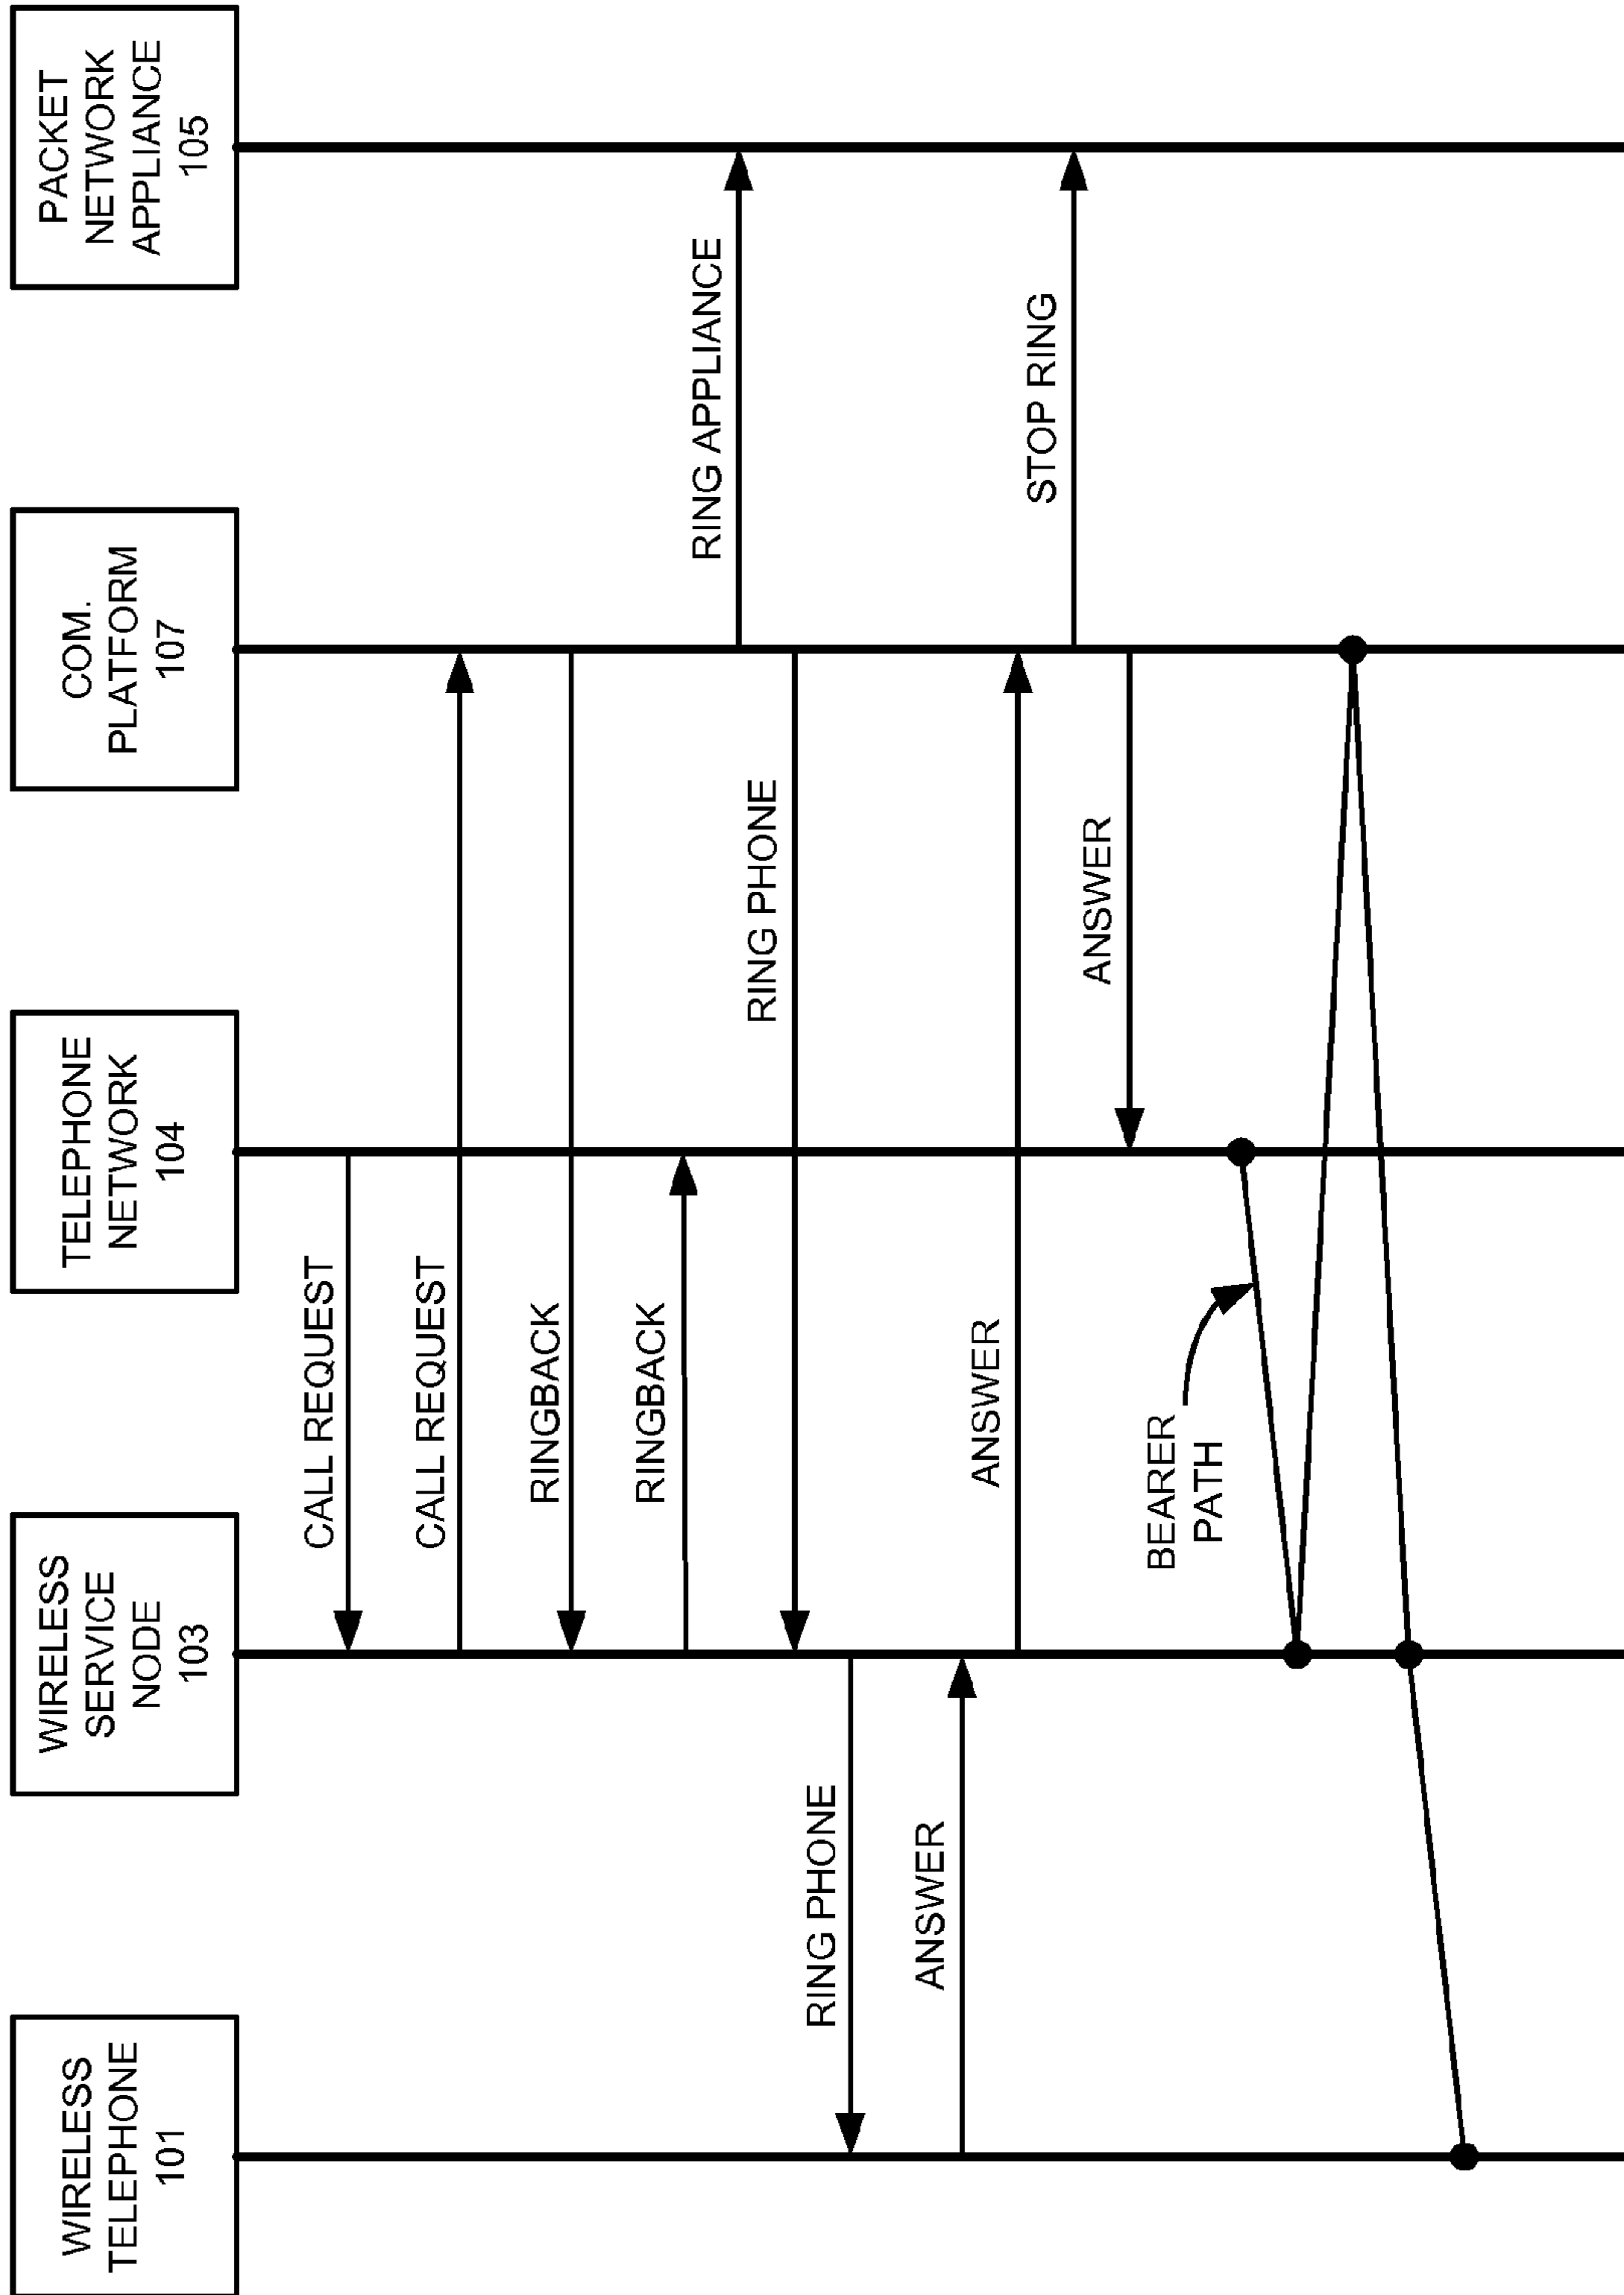 WIRELESS
TELEPHONE
101
WIRELESS
SERVICE
NODE
103
TELEPHONE
NETWORK
104
COM.
PLATFORM
107
PACKET
NETWORK
APPLIANCE
105
CALL REQUEST
CALL REQUEST
RINGBACK
RINGBACK
RING APPLIANCE
RING PHONE
RING PHONE
ANSWER
ANSWER
STOP RING
ANSWER
BEARER
PATH